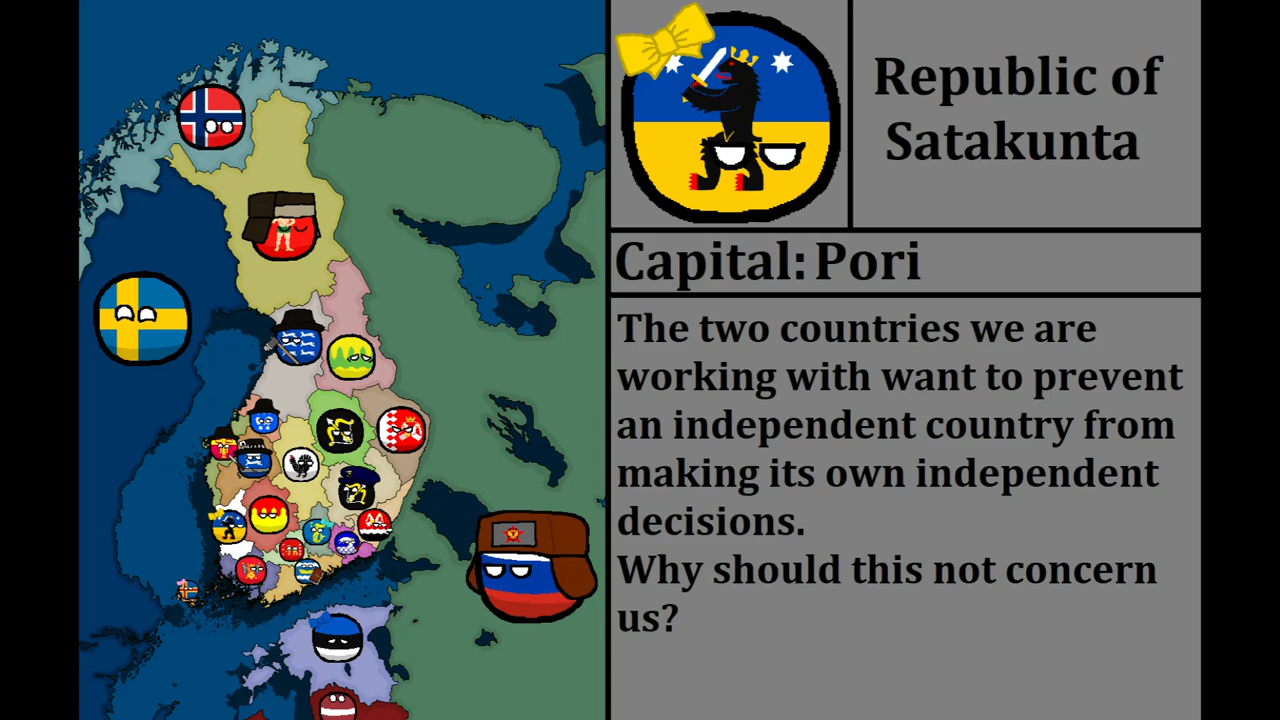 Republic of
Satakunta
Capital: Pori
The two countries we are
working with want to prevent
an independent country from
making its own independent
decisions.
Why should this not concern
us?